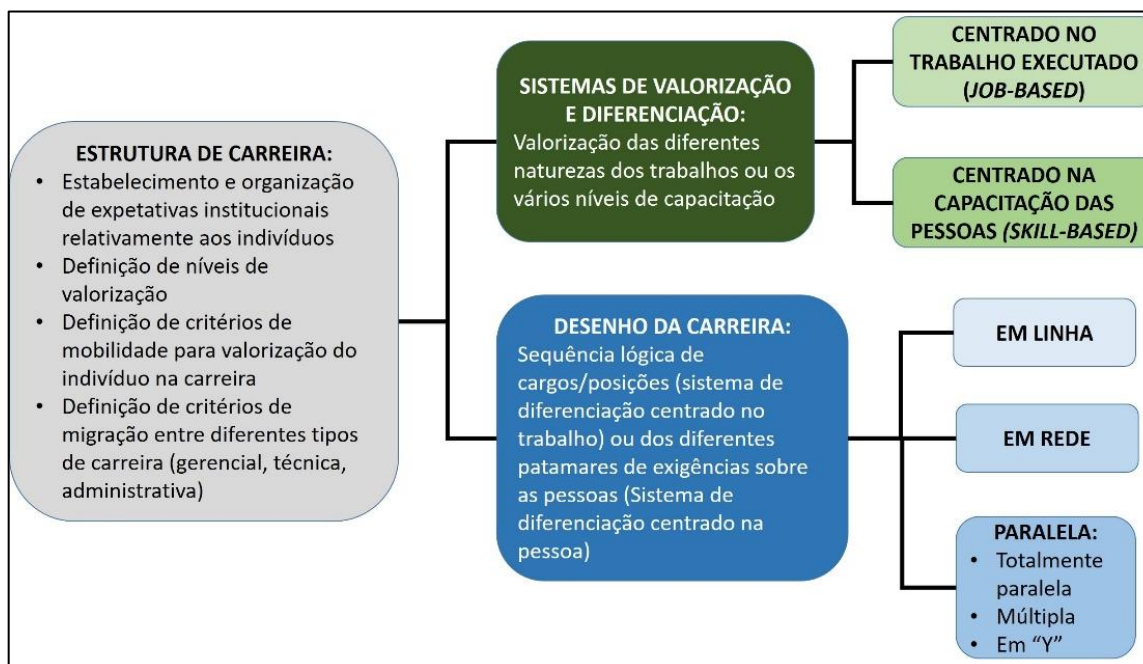 ESTRUTURA DE CARREIRA:
• Estabelecimento e organização
de expetativas institucionais
relativamente aos indivíduos
• Definição de níveis de
valorização
• Definição de critérios de
mobilidade para valorização do
indivíduo na carreira
• Definição de critérios de
migração entre diferentes tipos
de carreira (gerencial, técnica,
administrativa)
SISTEMAS DE VALORIZAÇÃO
E DIFERENCIAÇÃO:
Valorização das diferentes
naturezas dos trabalhos ou os
vários níveis de capacitação
CENTRADO NO
TRABALHO EXECUTADO
(JOB-BASED)
CENTRADO NA
CAPACITAÇÃO DAS
PESSOAS (SKILL-BASED)
DESENHO DA CARREIRA:
Sequência lógica de
cargos/posições (sistema de
diferenciação centrado no
trabalho) ou dos diferentes
patamares de exigências sobre
as pessoas (Sistema de
diferenciação centrado na
pessoa)
EM LINHA
EM REDE
PARALELA:
• Totalmente
paralela
• Múltipla
• Em “Y”